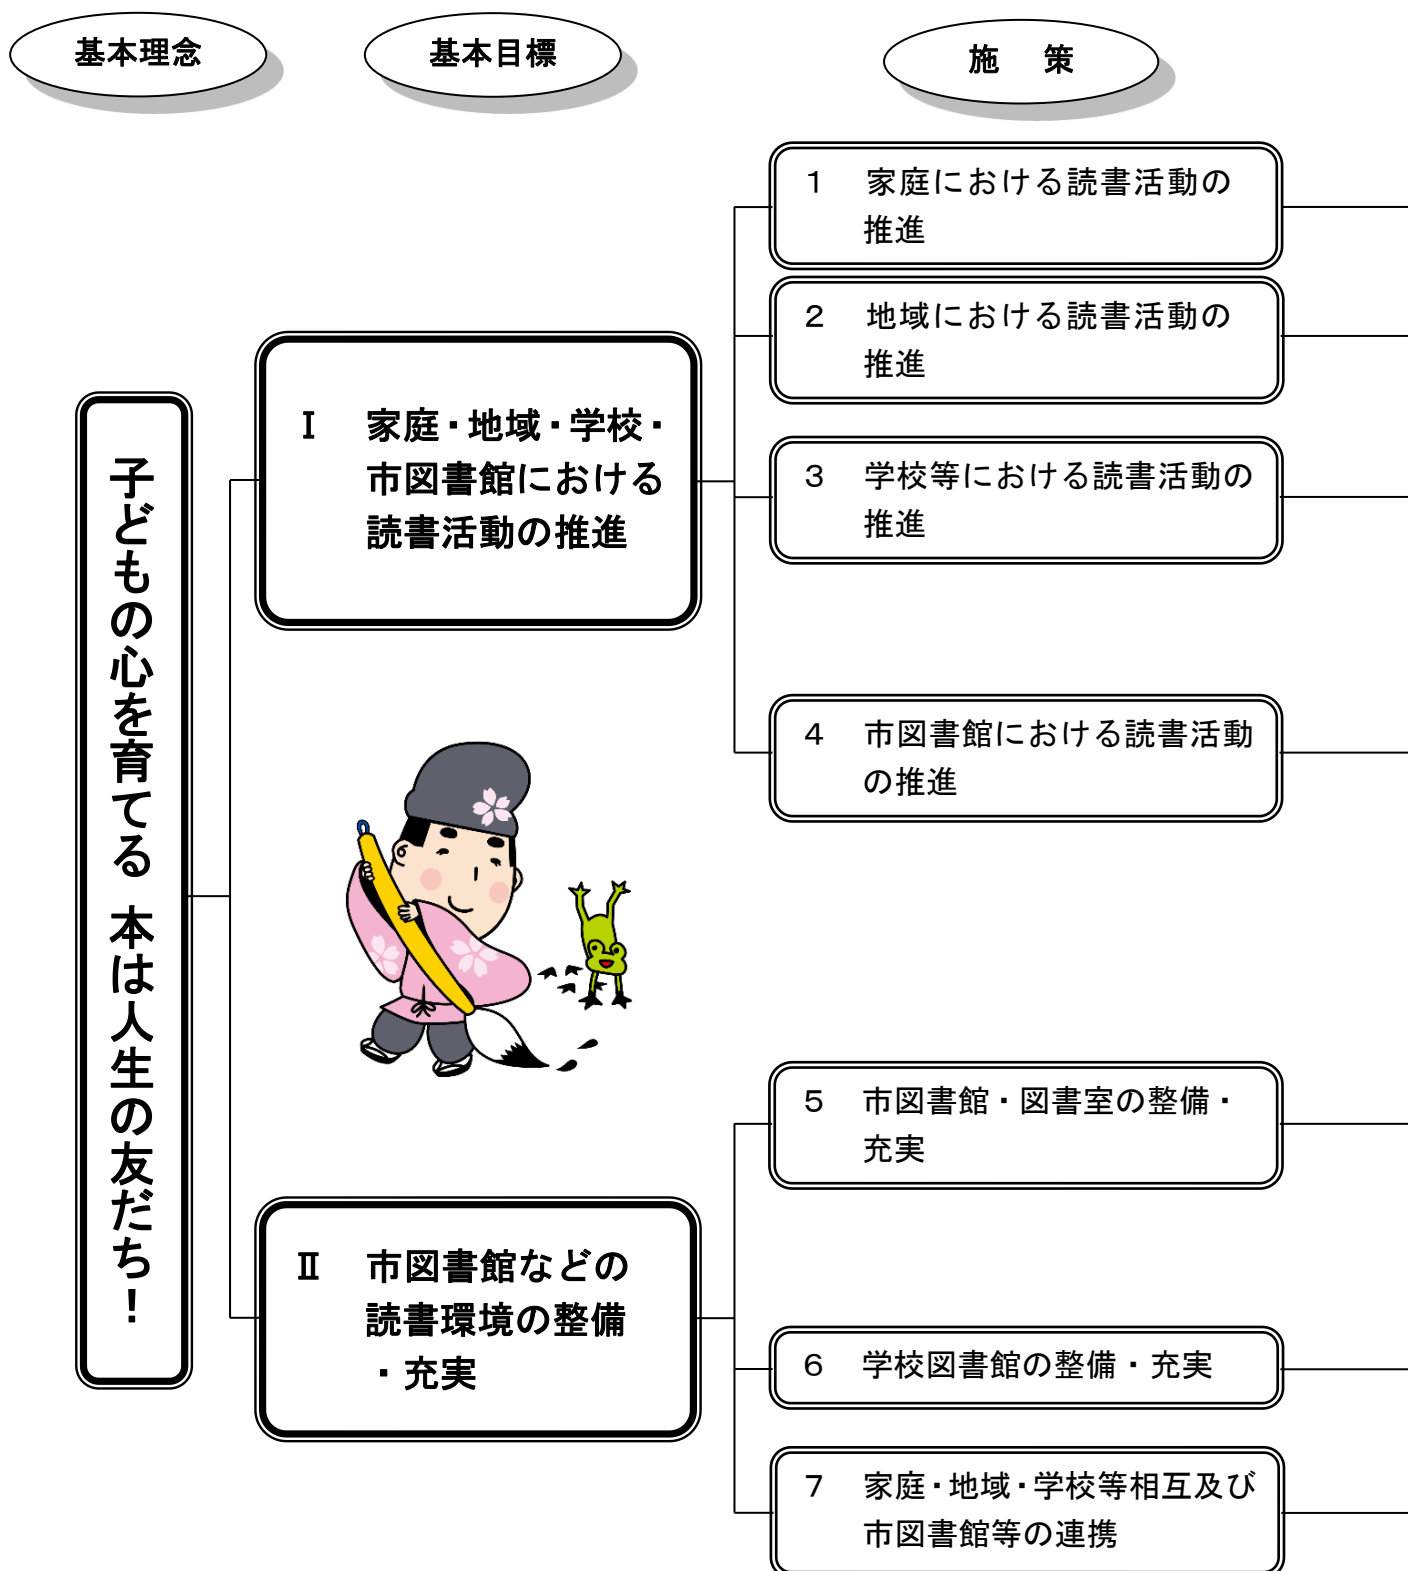 基本理念
基本目標
施　策
子どもの心を育てる 本は人生の友だち！
Ⅰ　家庭・地域・学校・
市図書館における
読書活動の推進
1　家庭における読書活動の
推進
2　地域における読書活動の
推進
3　学校等における読書活動の
推進
4　市図書館における読書活動
の推進
Ⅱ　市図書館などの
読書環境の整備
・充実
5　市図書館・図書室の整備・
充実
6　学校図書館の整備・充実
7　家庭・地域・学校等相互及び
市図書館等の連携